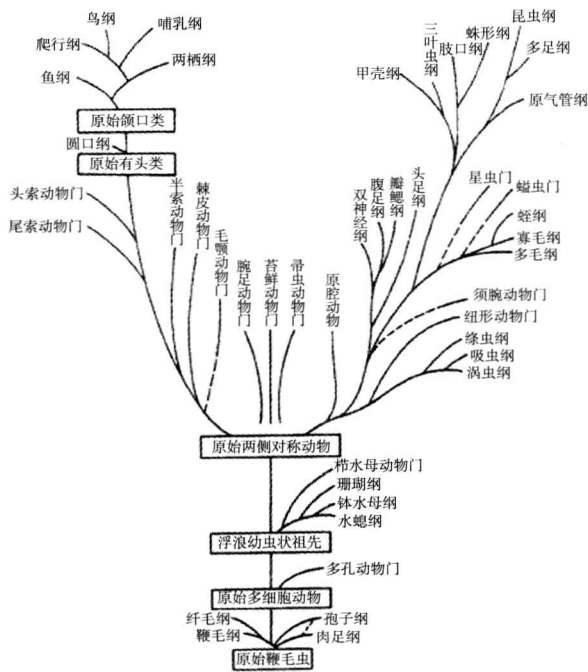 鸟纲
哺乳纲
爬行纲
两栖纲
鱼纲
原始颌口类
圆口纲
原始有头类
头索动物门
尾索动物门
半索动物门
棘皮动物门
毛颚动物门
腕足动物门
苔鲜动物门
帚虫动物门
原腔动物
双神经纲
腹足纲
瓣鳃纲
头足纲
甲壳纲
三叶虫纲
肢口纲
蛛形纲
昆虫纲
多足纲
原气管纲
星虫门
螠虫门
蛭纲
寡毛纲
多毛纲
须腕动物门
纽形动物门
绦虫纲
吸虫纲
涡虫纲
原始两侧对称动物
栉水母动物门
珊瑚纲
钵水母纲
水螅纲
浮浪幼虫状祖先
多孔动物门
原始多细胞动物
纤毛纲
孢子纲
鞭毛纲
肉足纲
原始鞭毛虫